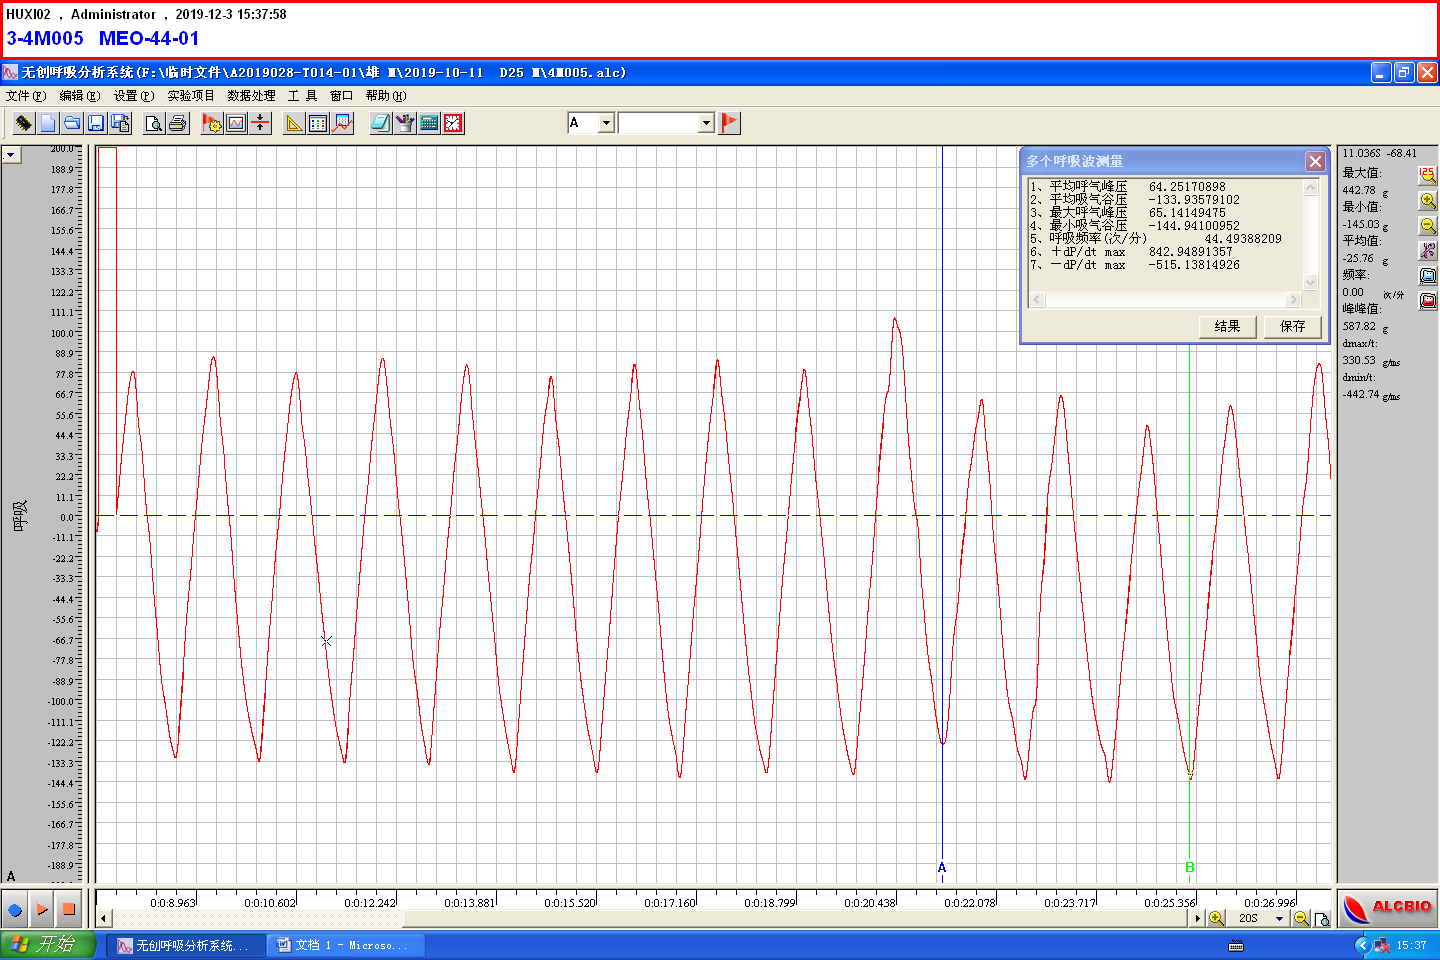 HUXI02 , Administrator , 2019-12-3 15:37:58
3-4M005 MEO-44-01
无创呼吸分析系统(F:\临时文件\A2019028-T014-01\雄 M\2019-10-11 D25 M\4M005.alc)
文件(F) 编辑(E) 设置(P) 实验项目 数据处理 工 具 窗口 帮助(H)
A
200.0
188.9
177.8
166.7
155.6
144.4
133.3
122.2
111.1
100.0
88.9
77.8
66.7
55.6
44.4
33.3
22.2
11.1
0.0
-11.1
-22.2
-33.3
-44.4
-55.6
-66.7
-77.8
-88.9
-100.0
-111.1
-122.2
-133.3
-144.4
-155.6
-166.7
-177.8
-188.9
呼吸
A
多个呼吸波测量
1、平均呼气峰压 64.25170898
2、平均吸气谷压 -133.93579102
3、最大呼气峰压 65.14149475
4、最小吸气谷压 -144.94100952
5、呼吸频率(次/分) 44.49388209
6、＋dP/dt max 842.94891357
7、－dP/dt max -515.13814926
结果 保存
11.036S -68.41
最大值:
442.78 g
最小值:
-145.03 g
平均值:
-25.76 g
频率:
0.00 次/分
峰峰值:
587.82 g
dmax/t:
330.53 g/ms
dmin/t:
-442.74 g/ms
125
A B
0:0:8.963 0:0:10.602 0:0:12.242 0:0:13.881 0:0:15.520 0:0:17.160 0:0:18.799 0:0:20.438 0:0:22.078 0:0:23.717 0:0:25.356 0:0:26.996
20S
ALCBIO
开始 无创呼吸分析系统... 文档 1 - Microso... 15:37